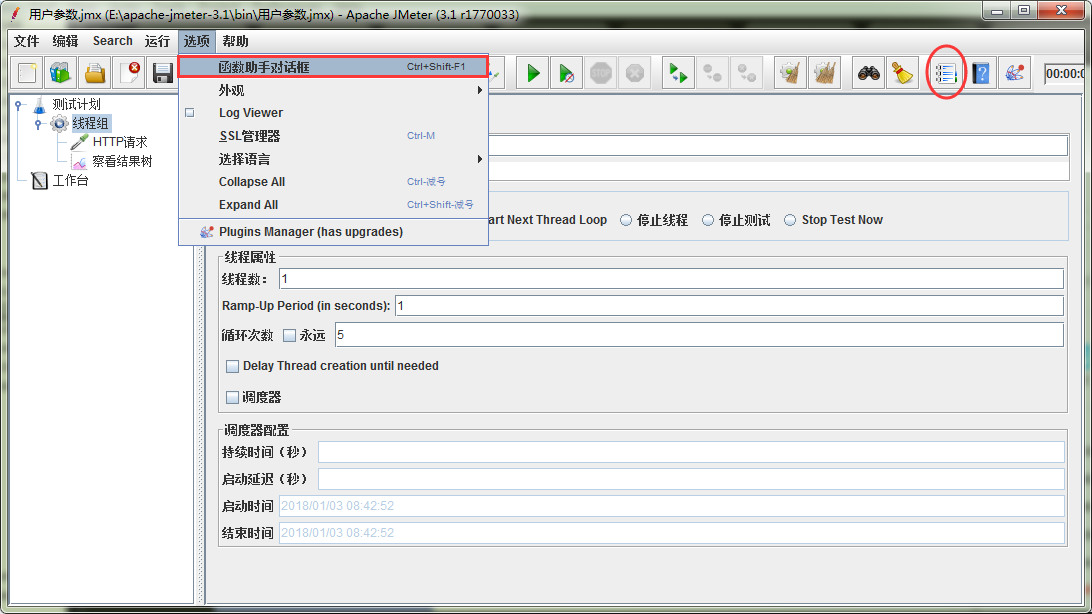 用户参数.jmx (E:\apache-jmeter-3.1\bin\用户参数.jmx) - Apache JMeter (3.1 r1770033)
文件 编辑 Search 运行 选项 帮助
函数助手对话框 Ctrl+Shift-F1
外观
Log Viewer
SSL管理器 Ctrl-M
选择语言
Collapse All Ctrl-减号
Expand All Ctrl+Shift-减号
Plugins Manager (has upgrades)
STOP
00:00:0
测试计划
线程组
HTTP请求
察看结果树
工作台
art Next Thread Loop 停止线程 停止测试 Stop Test Now
线程属性
线程数： 1
Ramp-Up Period (in seconds): 1
循环次数 永远 5
Delay Thread creation until needed
调度器
调度器配置
持续时间（秒）
启动延迟（秒）
启动时间 2018/01/03 08:42:52
结束时间 2018/01/03 08:42:52